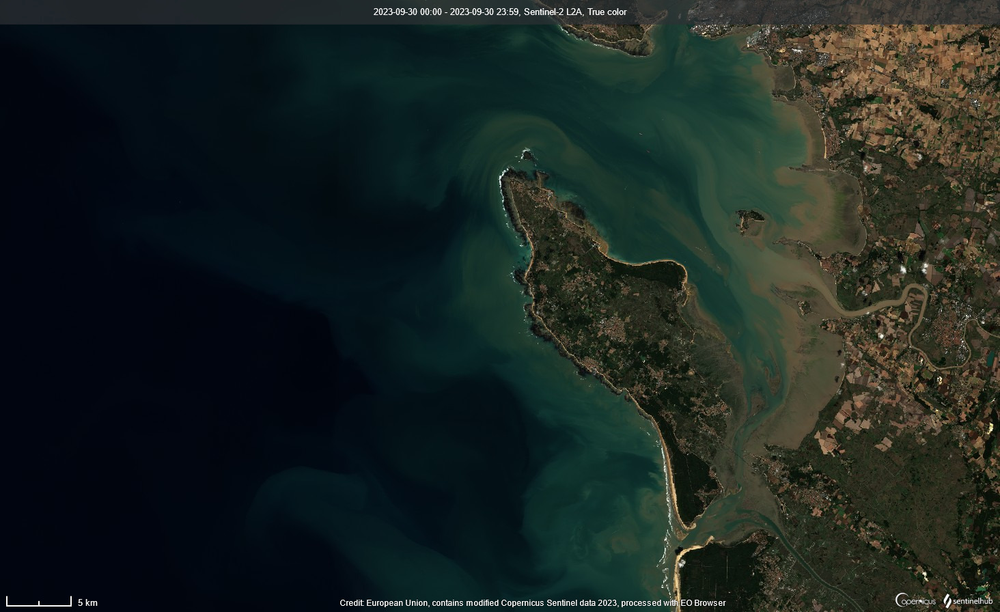 2023-09-30 00:00 - 2023-09-30 23:59, Sentinel-2 L2A, True color
5 km
Credit: European Union, contains modified Copernicus Sentinel data 2023, processed with EO Browser
Copernicus
sentinelhub